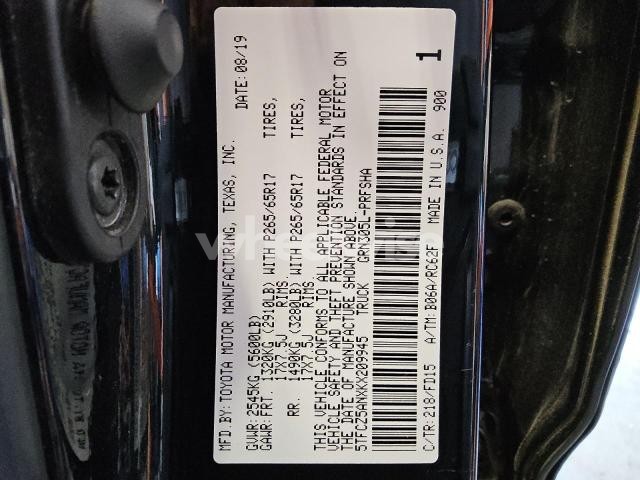 MFD. BY: TOYOTA MOTOR MANUFACTURING, TEXAS, INC. DATE: 08/19
GVWR: 2545KG (5600LB)
GAWR: FRT. 1320KG (2910LB) WITH P265/65R17 TIRES,
17X7.5J RIMS.
RR. 1490KG (3280LB) WITH P265/65R17 TIRES,
17X7.5J RIMS.
THIS VEHICLE CONFORMS TO ALL APPLICABLE FEDERAL MOTOR
VEHICLE SAFETY AND THEFT PREVENTION STANDARDS IN EFFECT ON
THE DATE OF MANUFACTURE SHOWN ABOVE.
5TFCZ5ANXKX209945 TRUCK GRN305L-PRFSHA
1
C/TR: 218/FD15 A/TM: B06A/RC62F MADE IN U.S.A. 900